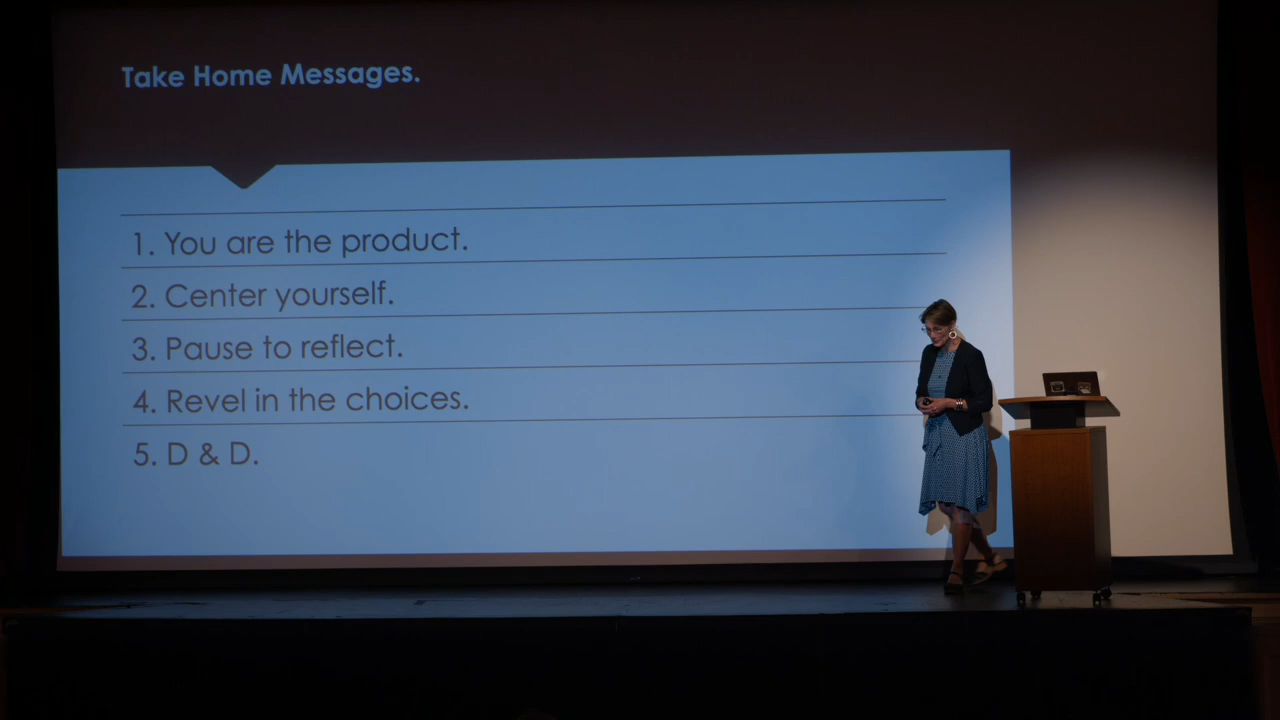 Take Home Messages.
1. You are the product.
2. Center yourself.
3. Pause to reflect.
4. Revel in the choices.
5. D & D.